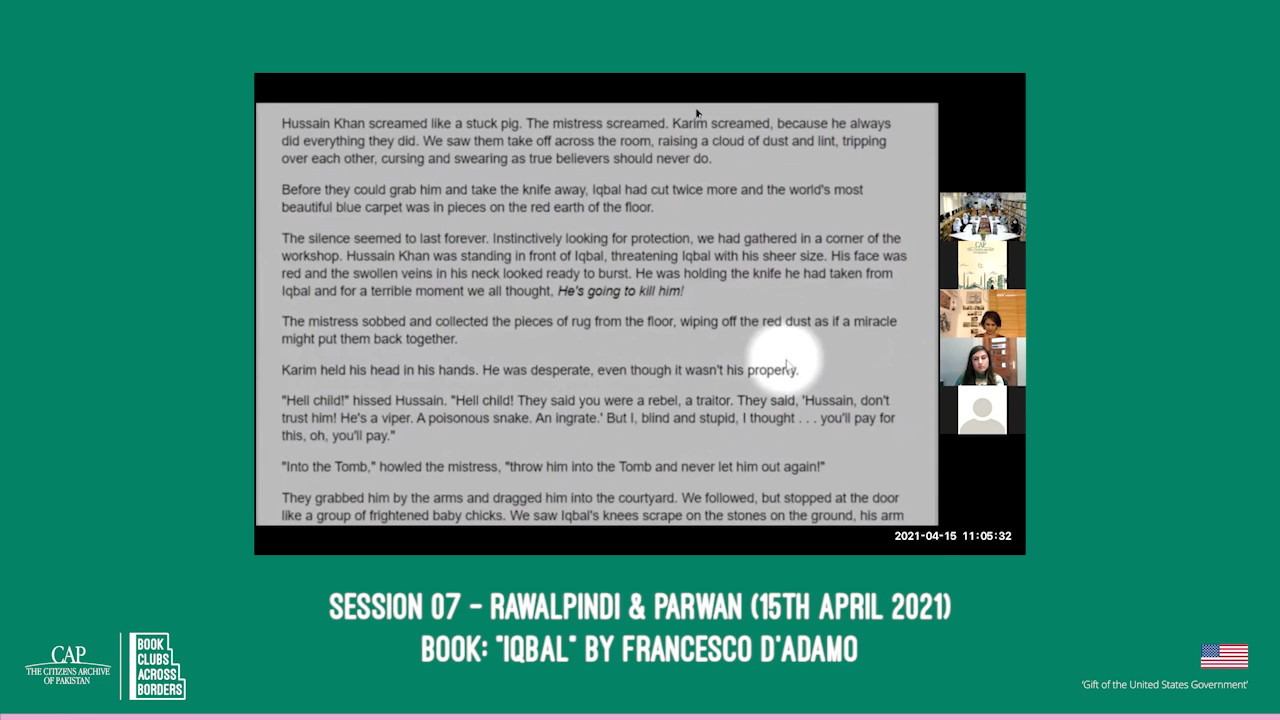 Hussain Khan screamed like a stuck pig. The mistress screamed. Karim screamed, because he always
did everything they did. We saw them take off across the room, raising a cloud of dust and lint, tripping
over each other, cursing and swearing as true believers should never do.
Before they could grab him and take the knife away, Iqbal had cut twice more and the world's most
beautiful blue carpet was in pieces on the red earth of the floor.
The silence seemed to last forever. Instinctively looking for protection, we had gathered in a corner of the
workshop. Hussain Khan was standing in front of Iqbal, threatening Iqbal with his sheer size. His face was
red and the swollen veins in his neck looked ready to burst. He was holding the knife he had taken from
Iqbal and for a terrible moment we all thought, He's going to kill him!
The mistress sobbed and collected the pieces of rug from the floor, wiping off the red dust as if a miracle
might put them back together.
Karim held his head in his hands. He was desperate, even though it wasn't his property.
"Hell child!" hissed Hussain. "Hell child! They said you were a rebel, a traitor. They said, 'Hussain, don't
trust him! He's a viper. A poisonous snake. An ingrate.' But I, blind and stupid, I thought . . . you'll pay for
this, oh, you'll pay."
"Into the Tomb," howled the mistress, "throw him into the Tomb and never let him out again!"
They grabbed him by the arms and dragged him into the courtyard. We followed, but stopped at the door
like a group of frightened baby chicks. We saw Iqbal's knees scrape on the stones on the ground, his arm
CAP
2021-04-15 11:05:32
SESSION 07 - RAWALPINDI & PARWAN (15TH APRIL 2021)
BOOK: "IQBAL" BY FRANCESCO D'ADAMO
CAP
THE CITIZENS ARCHIVE
OF PAKISTAN
BOOK
CLUBS
ACROSS
BORDERS
'Gift of the United States Government'